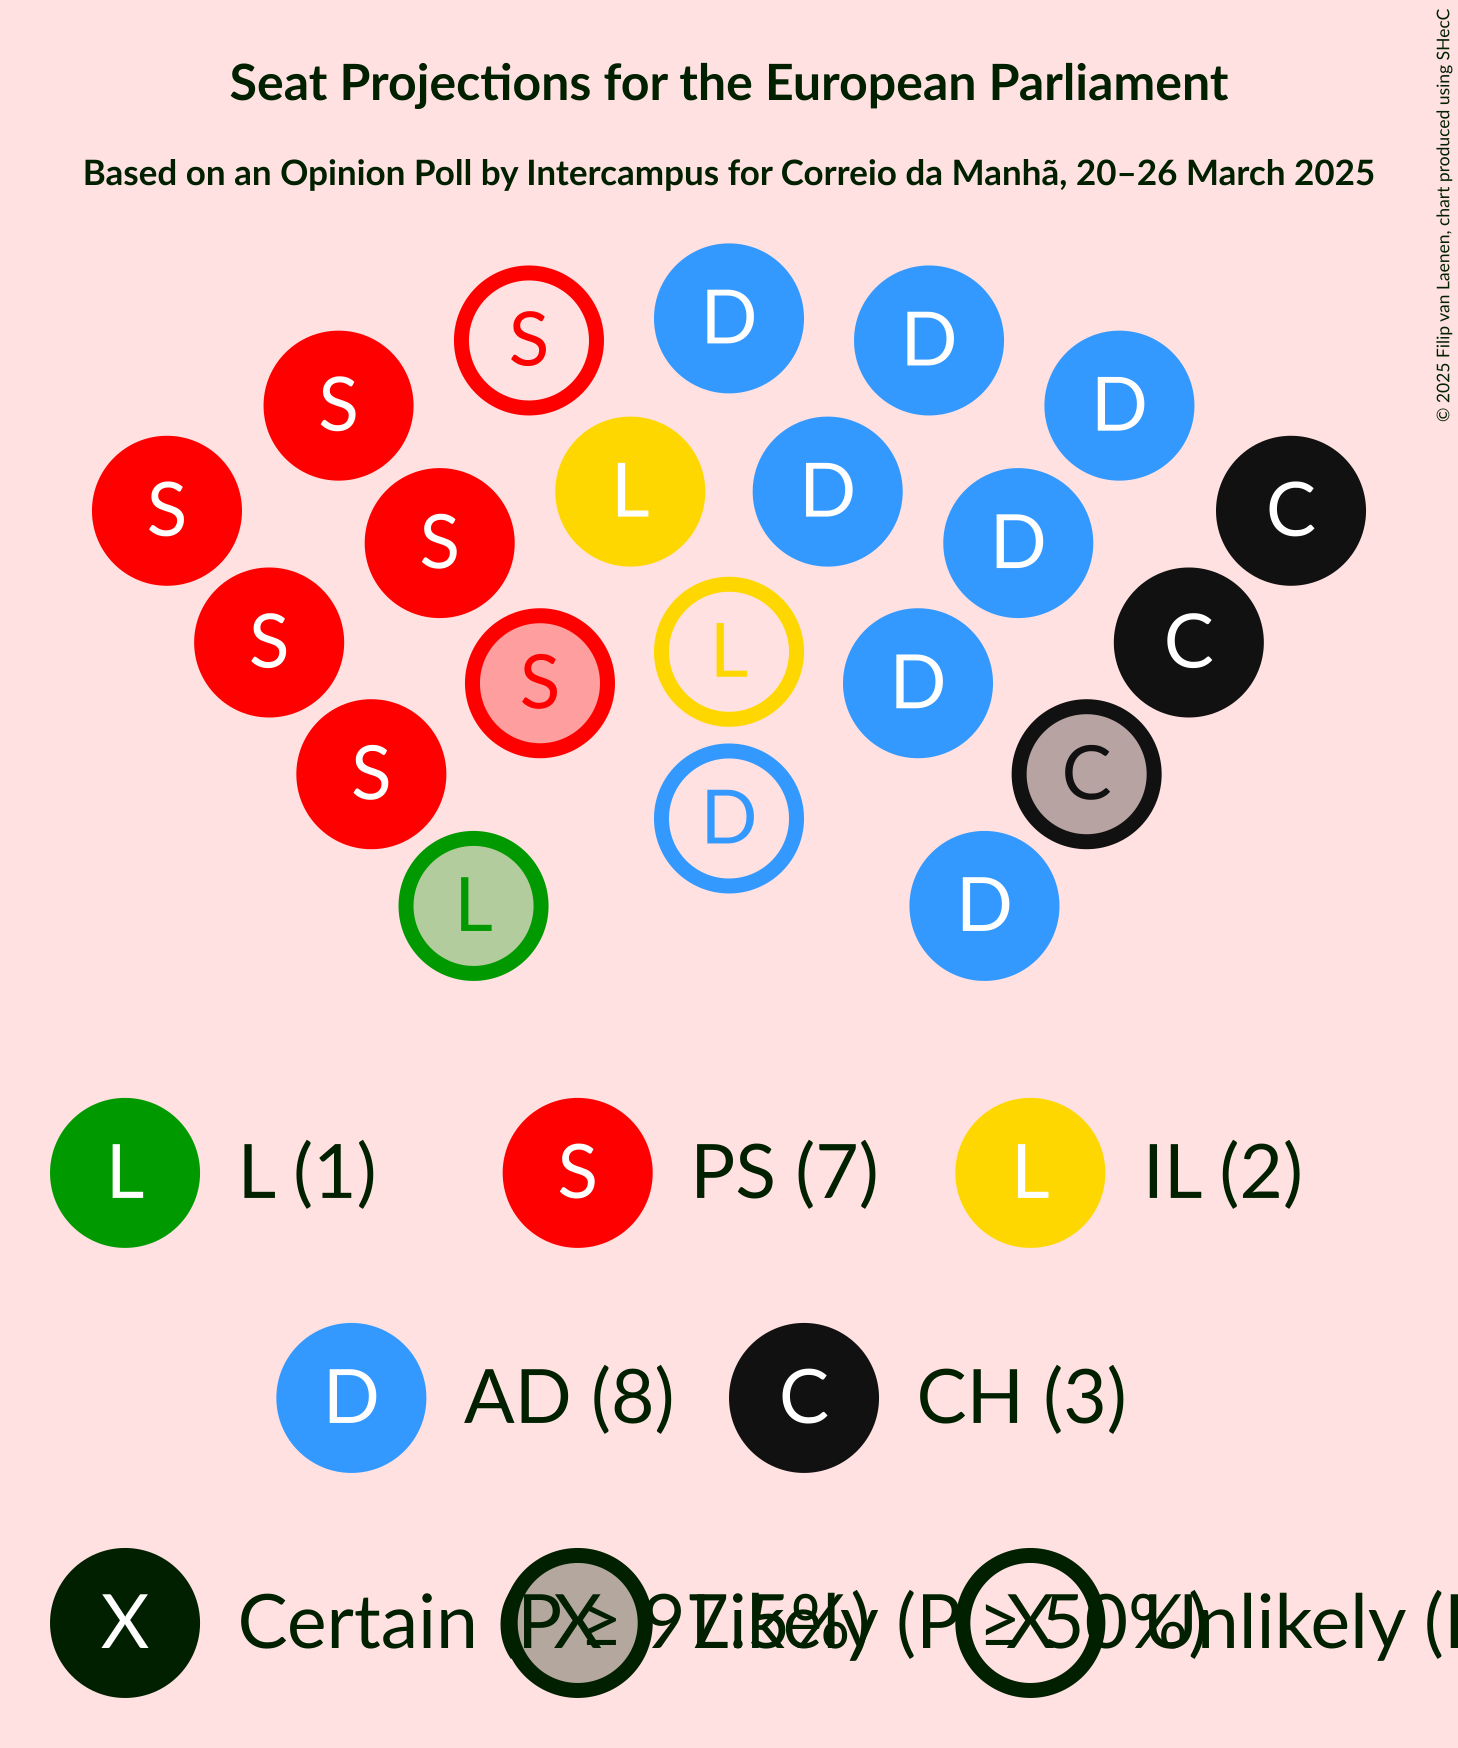 Seat Projections for the European Parliament
Based on an Opinion Poll by Intercampus for Correio da Manhã, 20–26 March 2025
© 2025 Filip van Laenen, chart produced using SHecC
D
S D
S D
S L D C
S D
S L D C
S S D
S D C
L D
L L (1) S PS (7) L IL (2)
D AD (8) C CH (3)
X Certain (P ≥ 97.5%) X Likely (P ≥ 50%) X Unlikely (